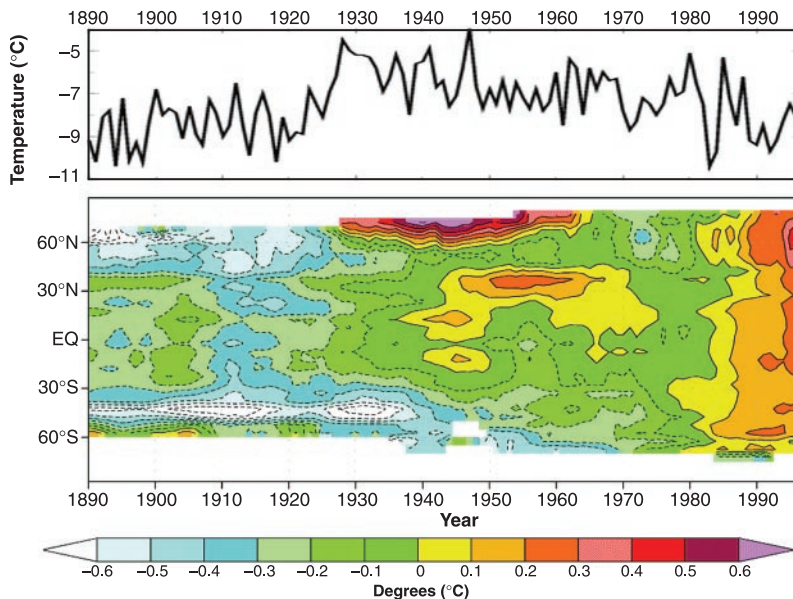 1890 1900 1910 1920 1930 1940 1950 1960 1970 1980 1990
Temperature (°C)
−5
−7
−9
−11
60°N
30°N
EQ
30°S
60°S
1890 1900 1910 1920 1930 1940 1950 1960 1970 1980 1990
Year
−0.6 −0.5 −0.4 −0.3 −0.2 −0.1 0 0.1 0.2 0.3 0.4 0.5 0.6
Degrees (°C)